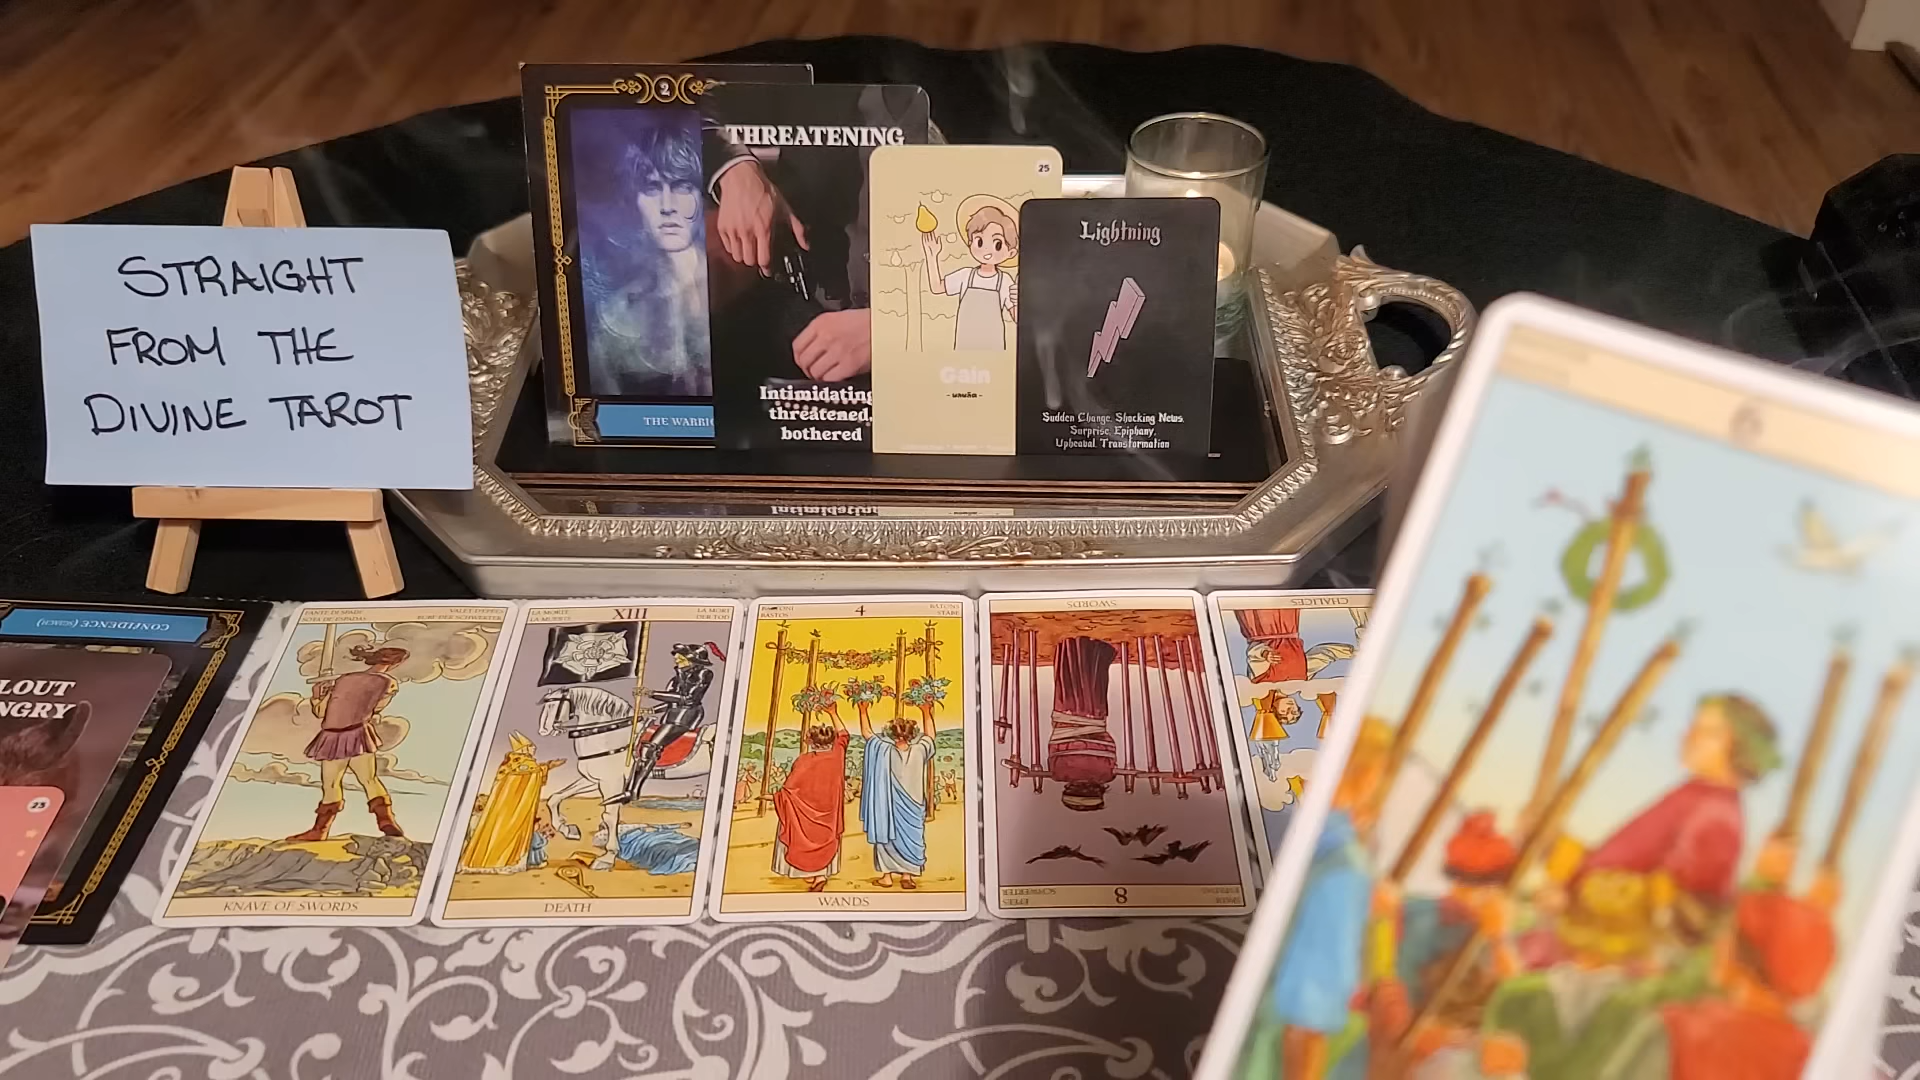 STRAIGHT
FROM THE
DIVINE TAROT
2
THE WARRIO
THREATENING
Intimidating
threatened,
bothered
25
Gain
Lightning
Sudden Change, Shocking News,
Surprise, Epiphany,
Upheaval, Transformation
CONFIDENCE
LOUT
NGRY
25
FANTE DI SPADE
SOTA DE ESPADAS
VALET D'EPEES
BUBE DER SCHWERTER
KNAVE OF SWORDS
LA MORTE
LA MUERTE
XIII
LA MORT
DER TOD
DEATH
BASTONI
BASTOS
4
BATONS
STÄBE
WANDS
SWORDS
8
CHALICES
6